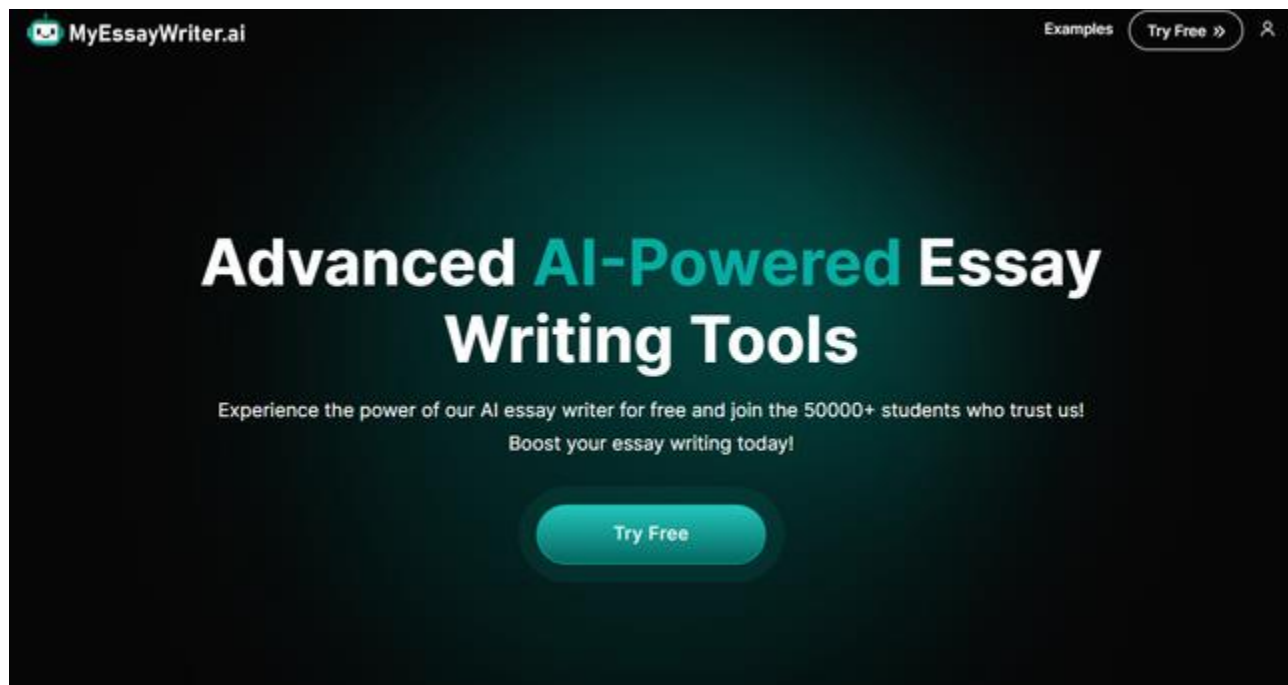 MyEssayWriter.ai
Examples
Try Free »
Advanced AI-Powered Essay
Writing Tools
Experience the power of our AI essay writer for free and join the 50000+ students who trust us!
Boost your essay writing today!
Try Free